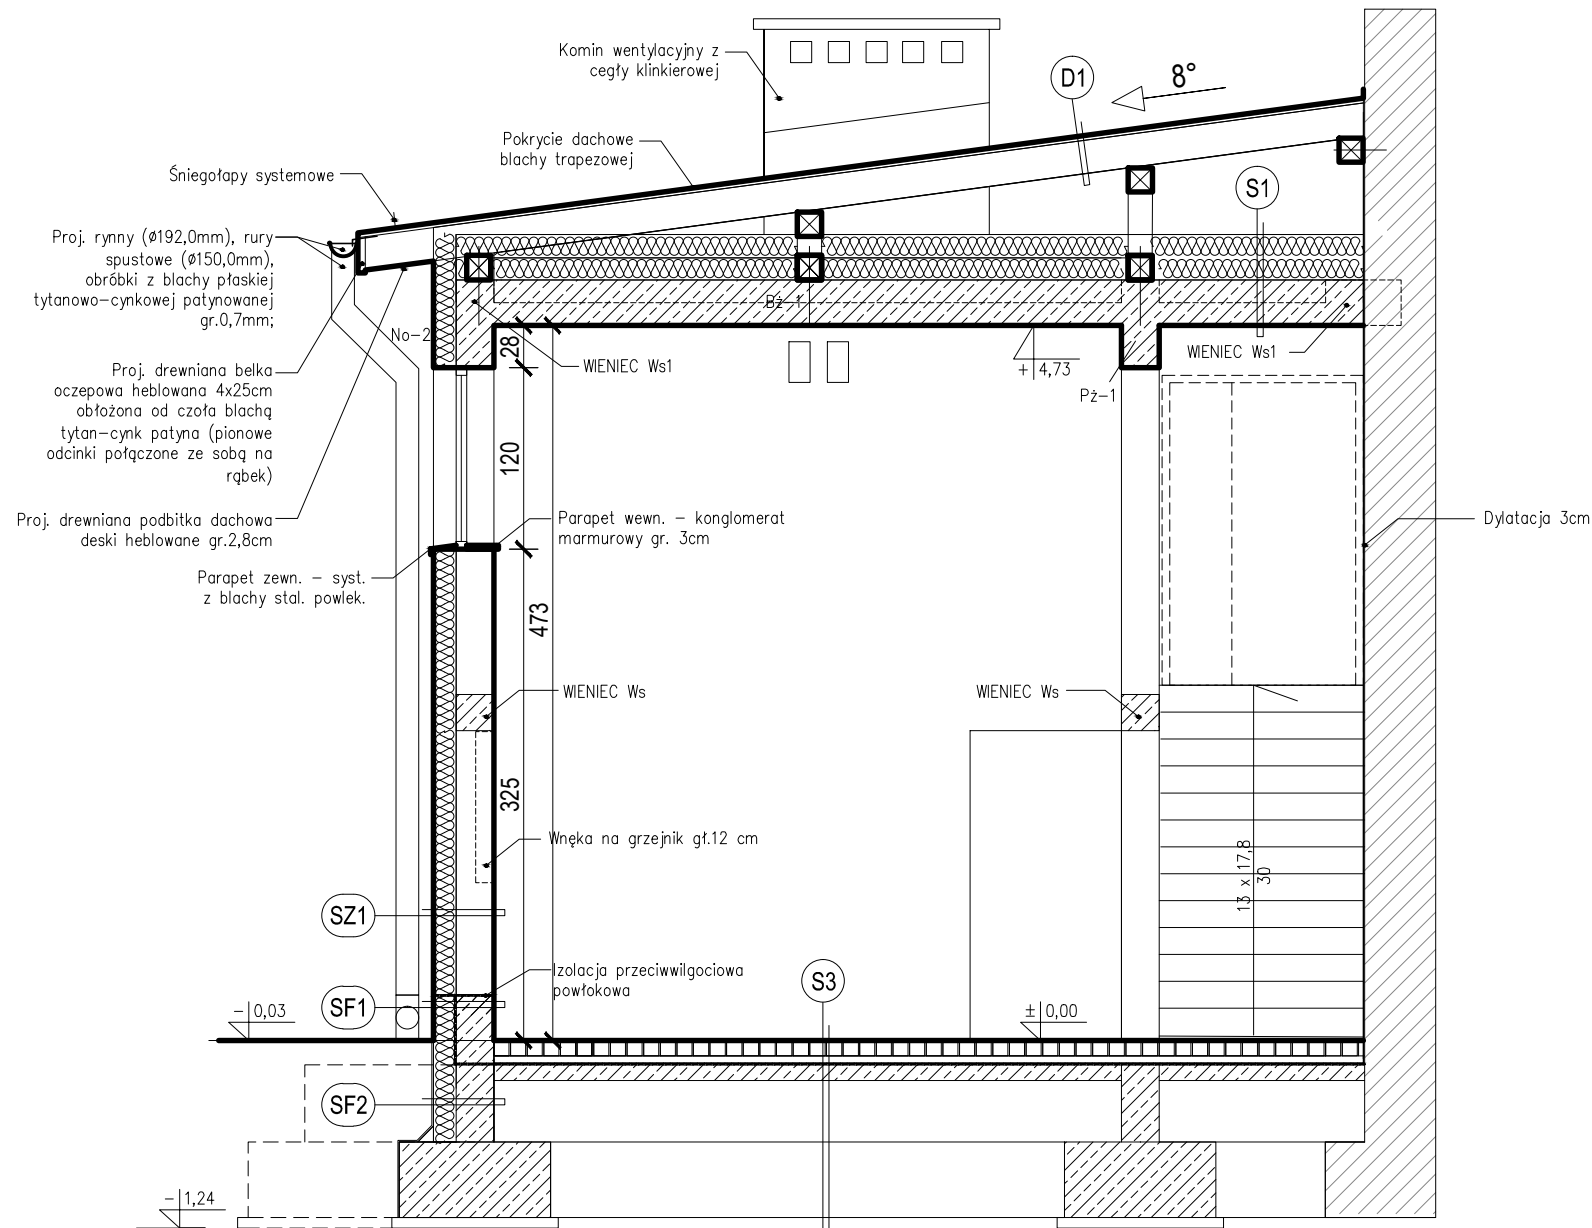 Komin wentylacyjny z
cegły klinkierowej
D1
8°
Pokrycie dachowe
blachy trapezowej
Śniegołapy systemowe
S1
Proj. rynny (ø192,0mm), rury
spustowe (ø150,0mm),
obróbki z blachy płaskiej
tytanowo-cynkowej patynowanej
gr.0,7mm;
No-2
Bż-1
28
WIENIEC Ws1
+ 4,73
Pż-1
WIENIEC Ws1
Proj. drewniana belka
oczepowa heblowana 4x25cm
obłożona od czoła blachą
tytan-cynk patyna (pionowe
odcinki połączone ze sobą na
rąbek)
120
Proj. drewniana podbitka dachowa
deski heblowane gr.2,8cm
Parapet wewn. - konglomerat
marmurowy gr. 3cm
Dylatacja 3cm
Parapet zewn. - syst.
z blachy stal. powlek.
473
WIENIEC Ws
WIENIEC Ws
325
Wnęka na grzejnik gł.12 cm
13 x 17,8
30
SZ1
Izolacja przeciwwilgociowa
powłokowa
S3
SF1
- 0,03
± 0,00
SF2
- 1,24